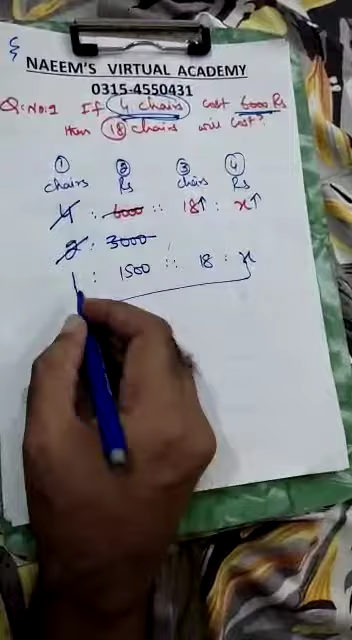 NAEEM'S VIRTUAL ACADEMY
0315-4550431
Q:No:1 If 4 chairs cost 6000 Rs
How 18 chairs will cost?
① ② ③ ④
chairs Rs chairs Rs
4 : 6000 :: 18↑ : x↑
2 : 3000
1 : 1500 :: 18 : x